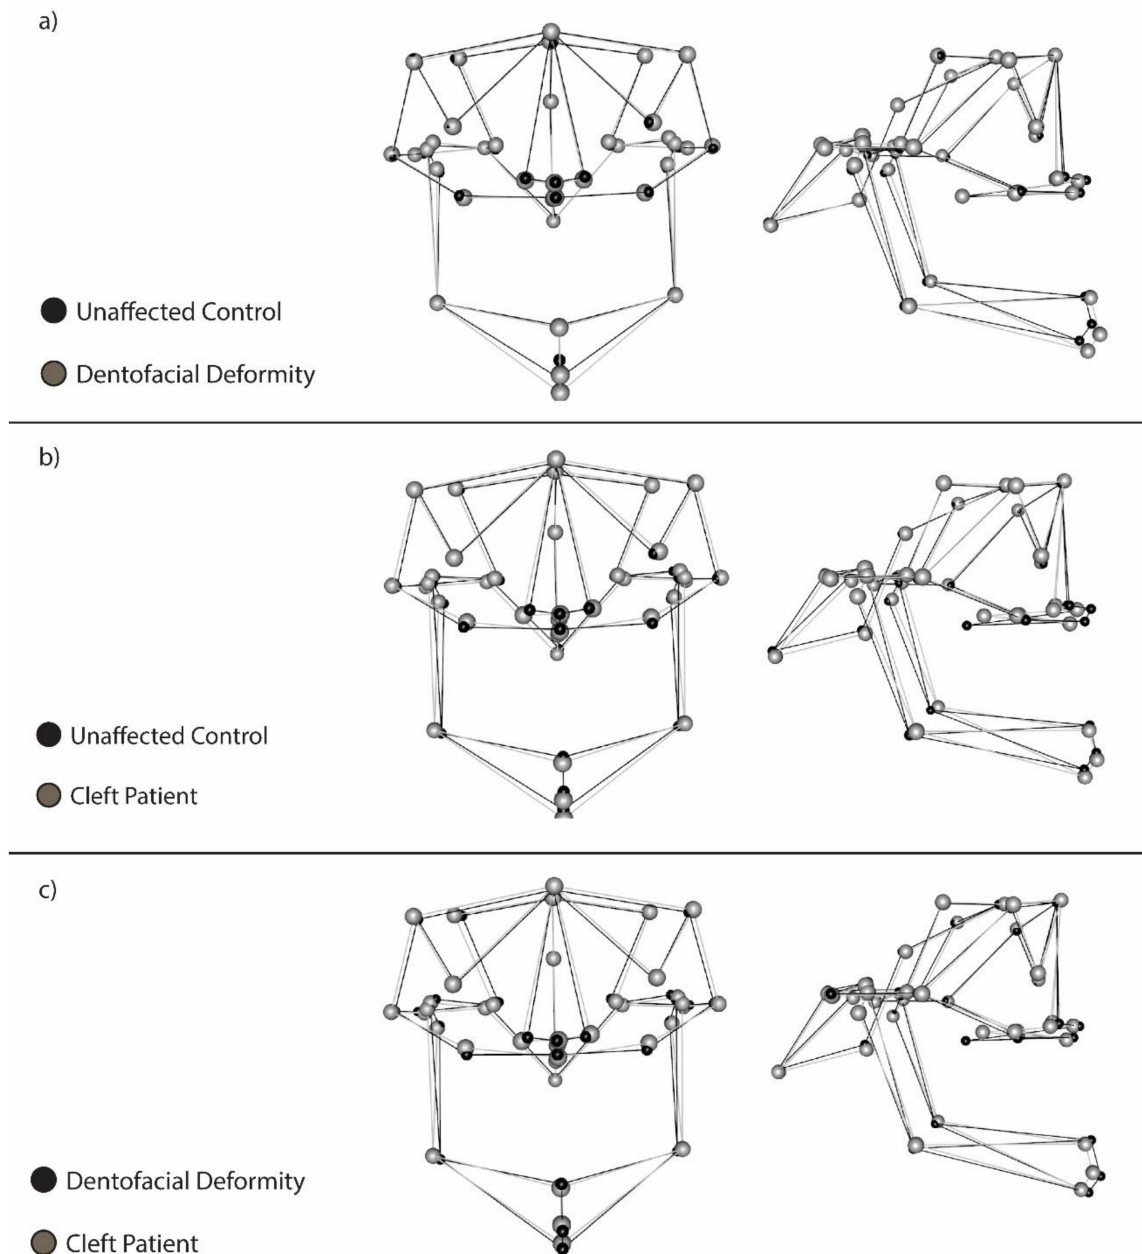 a)
Unaffected Control
Dentofacial Deformity
b)
Unaffected Control
Cleft Patient
c)
Dentofacial Deformity
Cleft Patient